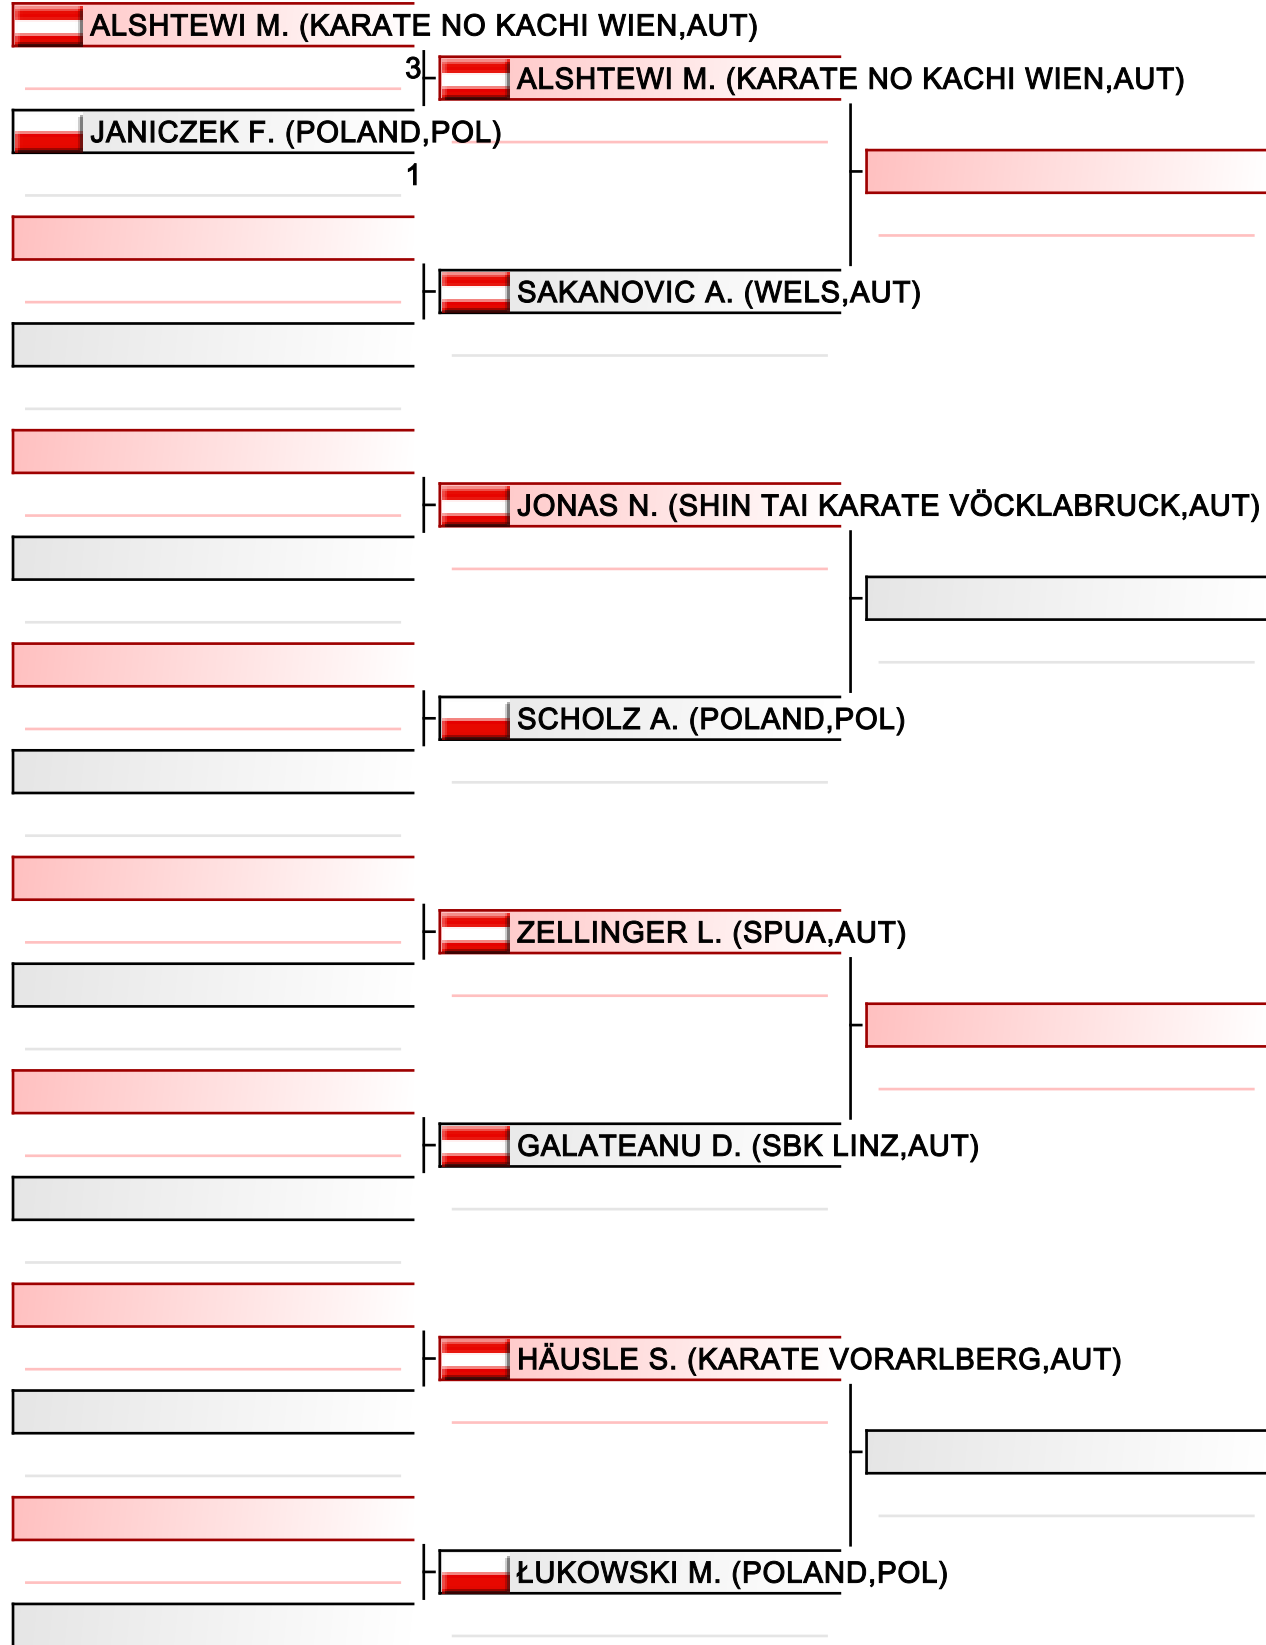 ALSHTEWI M. (KARATE NO KACHI WIEN,AUT)
3
ALSHTEWI M. (KARATE NO KACHI WIEN,AUT)
JANICZEK F. (POLAND,POL)
1
SAKANOVIC A. (WELS,AUT)
JONAS N. (SHIN TAI KARATE VÖCKLABRUCK,AUT)
SCHOLZ A. (POLAND,POL)
ZELLINGER L. (SPUA,AUT)
GALATEANU D. (SBK LINZ,AUT)
HÄUSLE S. (KARATE VORARLBERG,AUT)
ŁUKOWSKI M. (POLAND,POL)